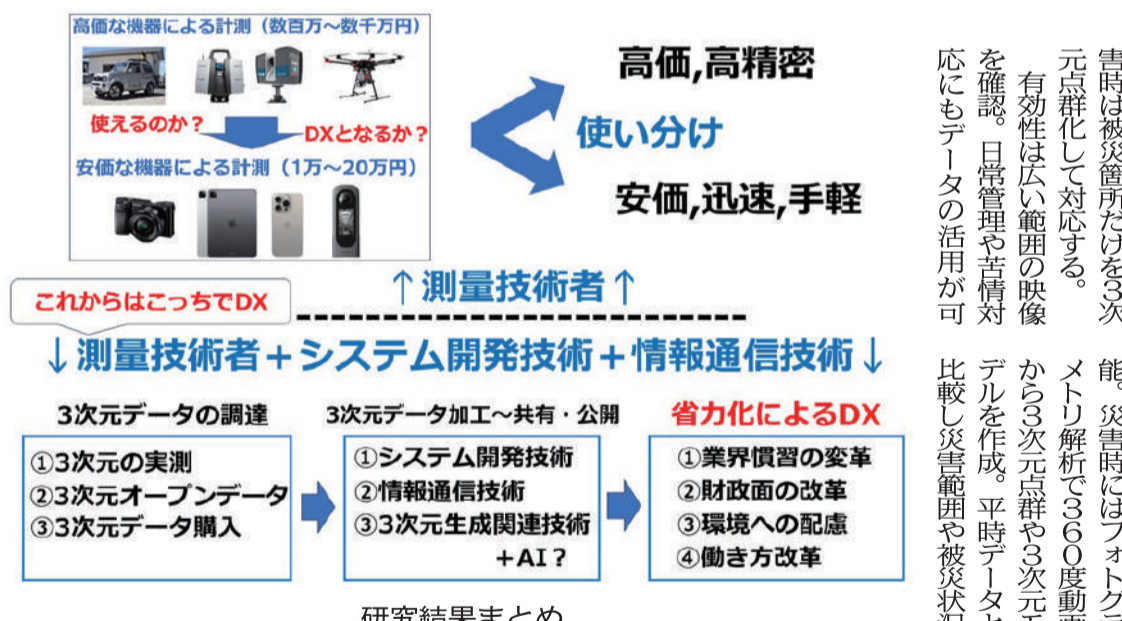 高価な機器による計測（数百万～数千万円）
使えるのか？
DXとなるか？
安価な機器による計測（1万～20万円）
高価,高精密
使い分け
安価,迅速,手軽
↑測量技術者↑
これからはこっちでDX
↓測量技術者＋システム開発技術＋情報通信技術↓
3次元データの調達
①3次元の実測
②3次元オープンデータ
③3次元データ購入
3次元データ加工～共有・公開
①システム開発技術
②情報通信技術
③3次元生成関連技術
＋AI？
省力化によるDX
①業界慣習の変革
②財政面の改革
③環境への配慮
④働き方改革
研究結果まとめ
害時は被災箇所だけを３次
元点群化して対応する。
有効性は広い範囲の映像
を確認。日常管理や苦情対
応にもデータの活用が可
能。災害時にはフォトグラ
メトリ解析で３６０度動画
から３次元点群や３次元モ
デルを作成。平時データと
比較し災害範囲や被災状況